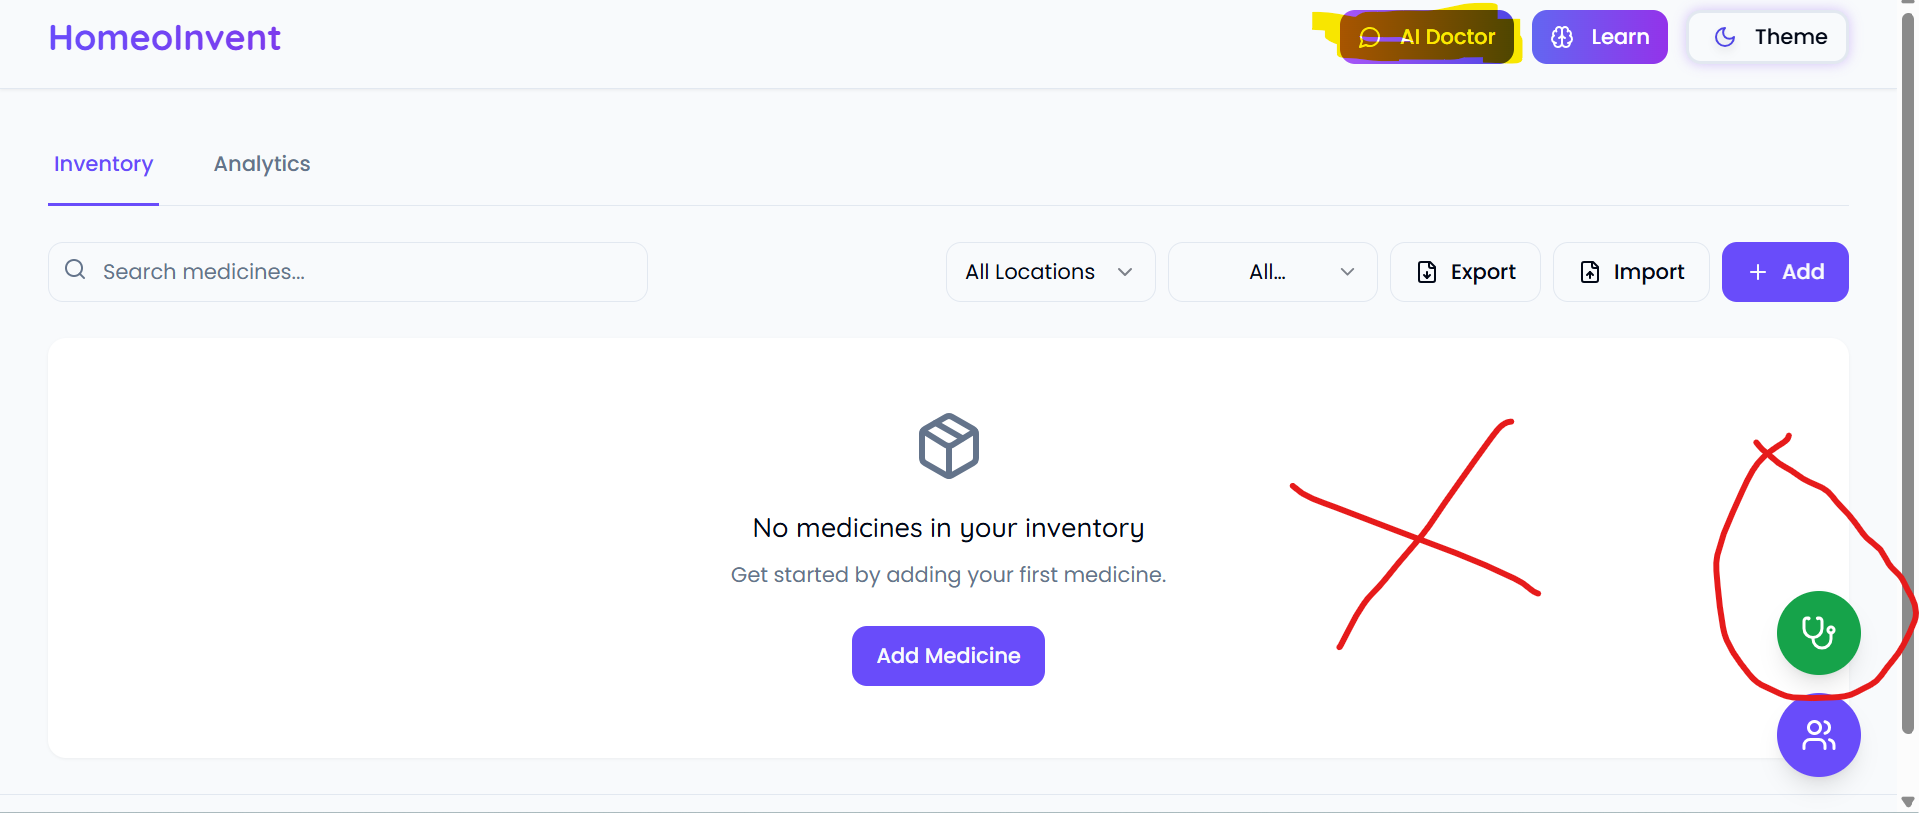 HomeoInvent
AI Doctor
Learn
Theme
Inventory
Analytics
Search medicines...
All Locations
All...
Export
Import
Add
No medicines in your inventory
Get started by adding your first medicine.
Add Medicine